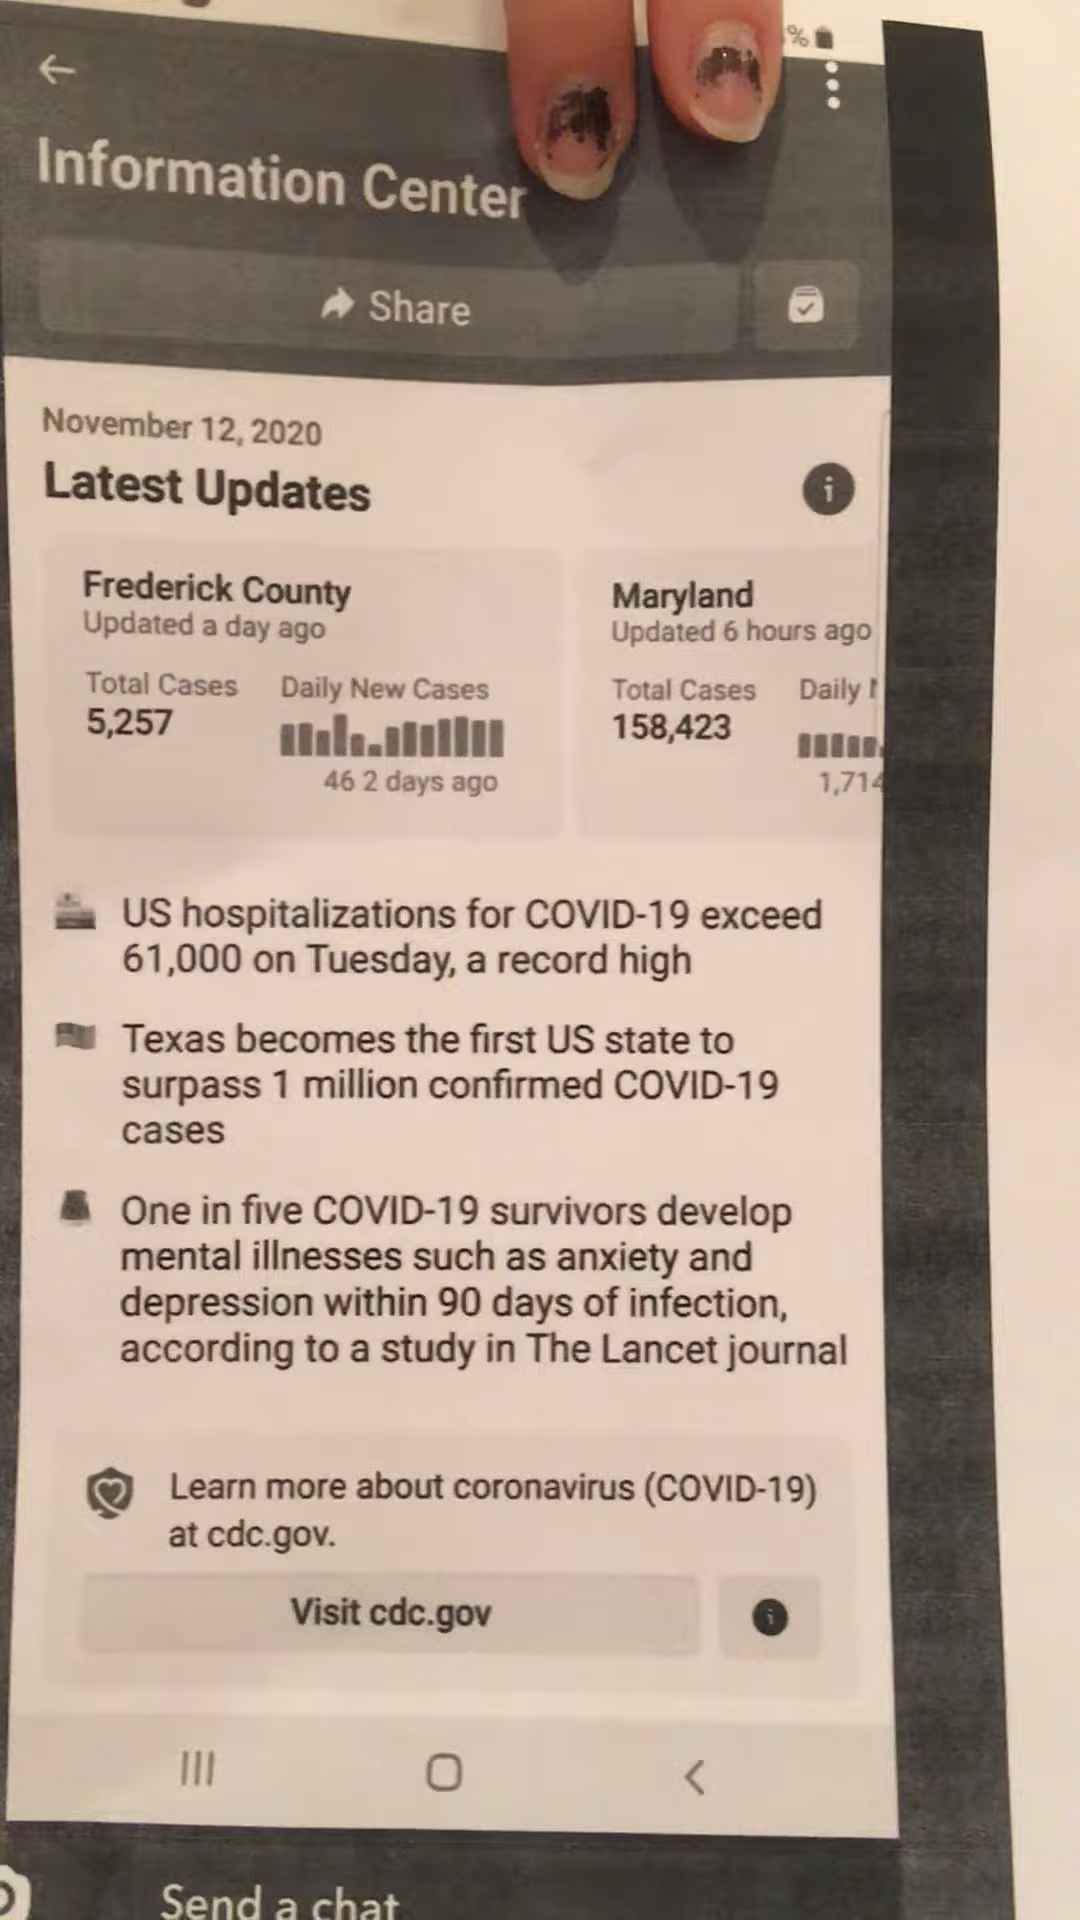 %
Information Center
Share
November 12, 2020
Latest Updates
Frederick County
Updated a day ago
Total Cases
Daily New Cases
5,257
46 2 days ago
Maryland
Updated 6 hours ago
Total Cases
Daily
158,423
1,714
US hospitalizations for COVID-19 exceed
61,000 on Tuesday, a record high
Texas becomes the first US state to
surpass 1 million confirmed COVID-19
cases
One in five COVID-19 survivors develop
mental illnesses such as anxiety and
depression within 90 days of infection,
according to a study in The Lancet journal
Learn more about coronavirus (COVID-19)
at cdc.gov.
Visit cdc.gov
Send a chat